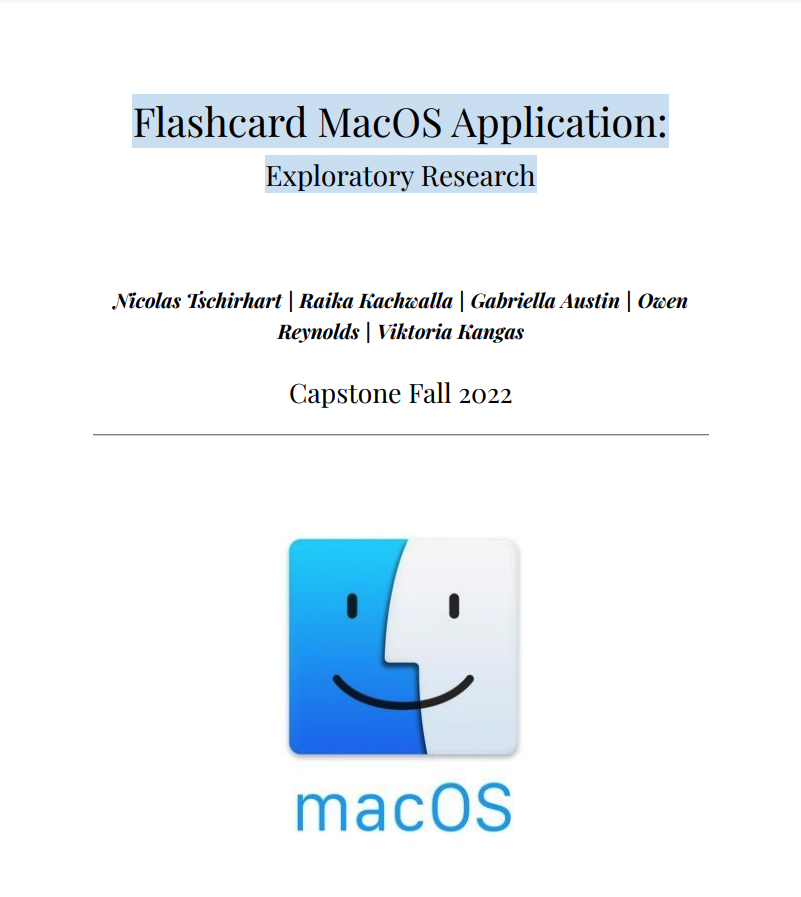 Flashcard MacOS Application:
Exploratory Research
Nicolas Tschirhart | Raika Kachwalla | Gabriella Austin | Owen
Reynolds | Viktoria Kangas
Capstone Fall 2022
macOS